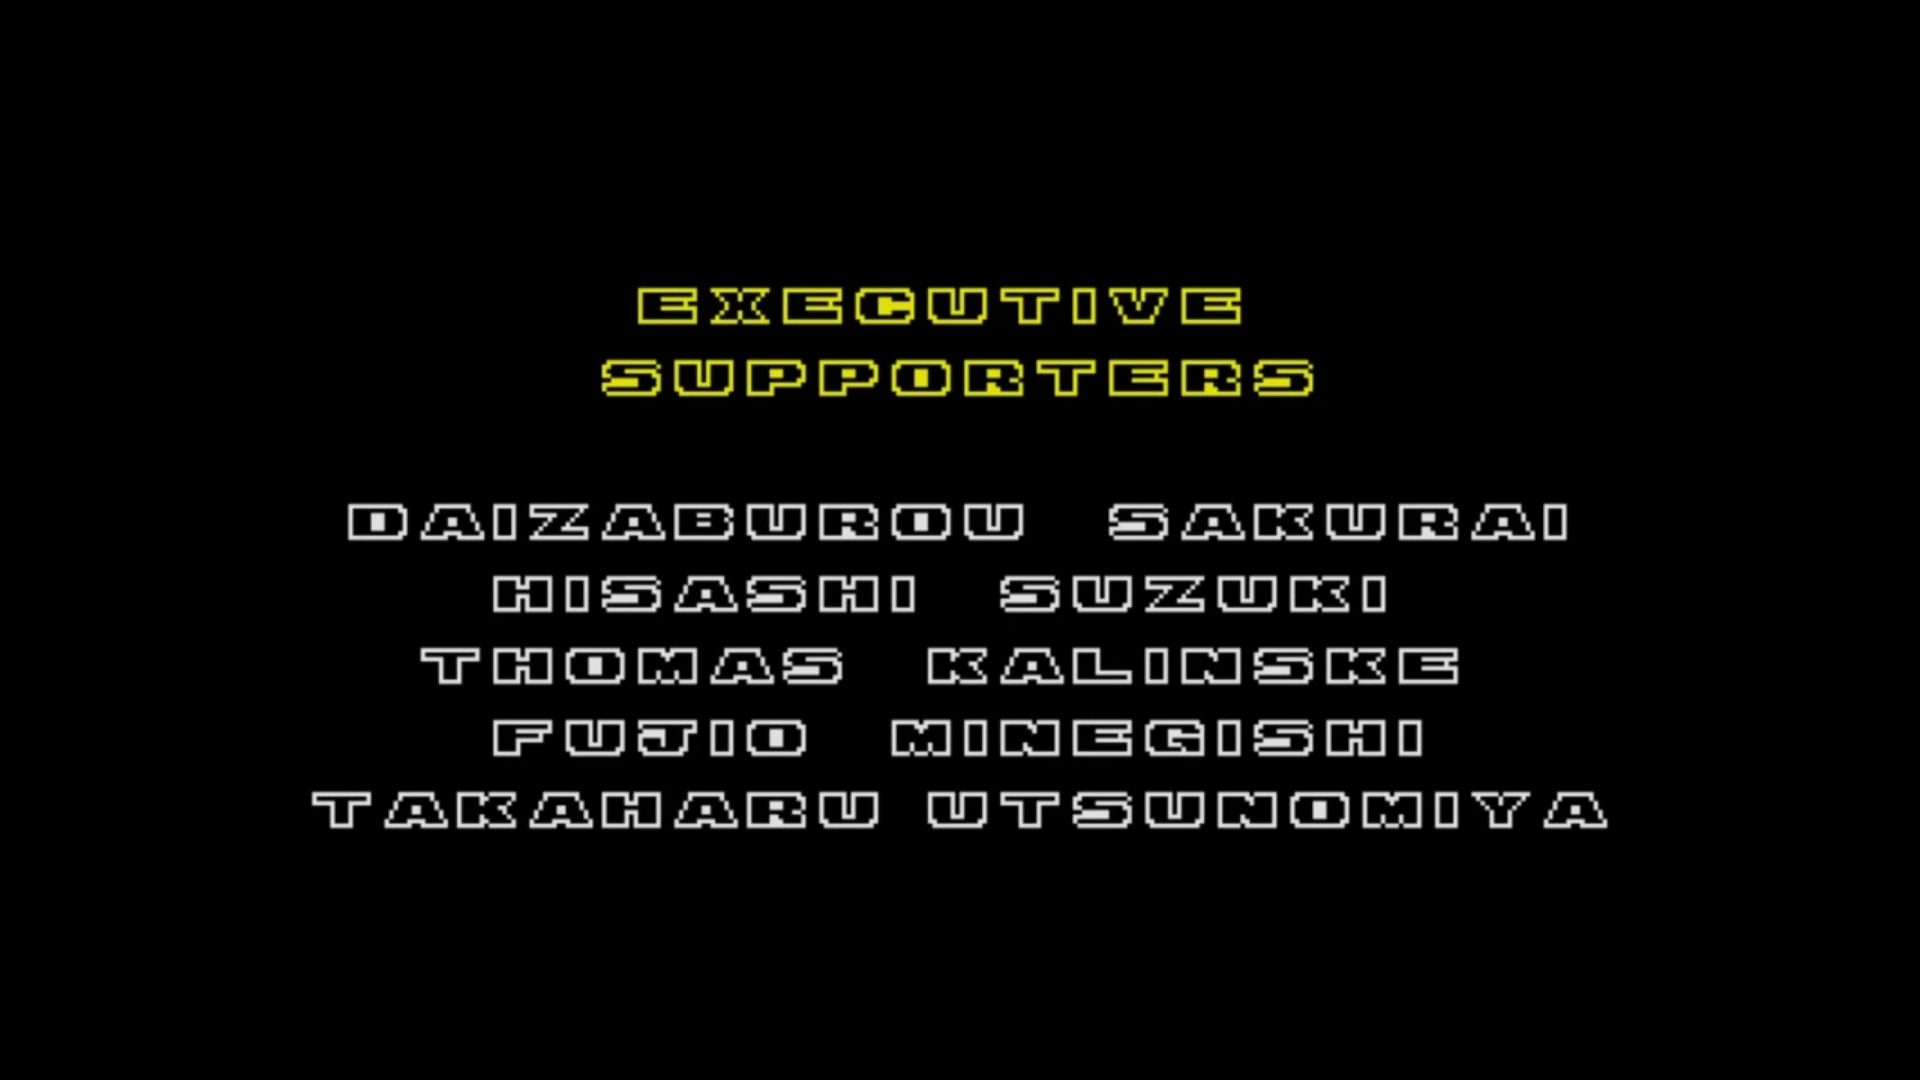 EXECUTIVE
SUPPORTERS
DAIZABUROU SAKURAI
HISASHI SUZUKI
THOMAS KALINSKE
FUJIO MINEGISHI
TAKAHARU UTSUNOMIYA